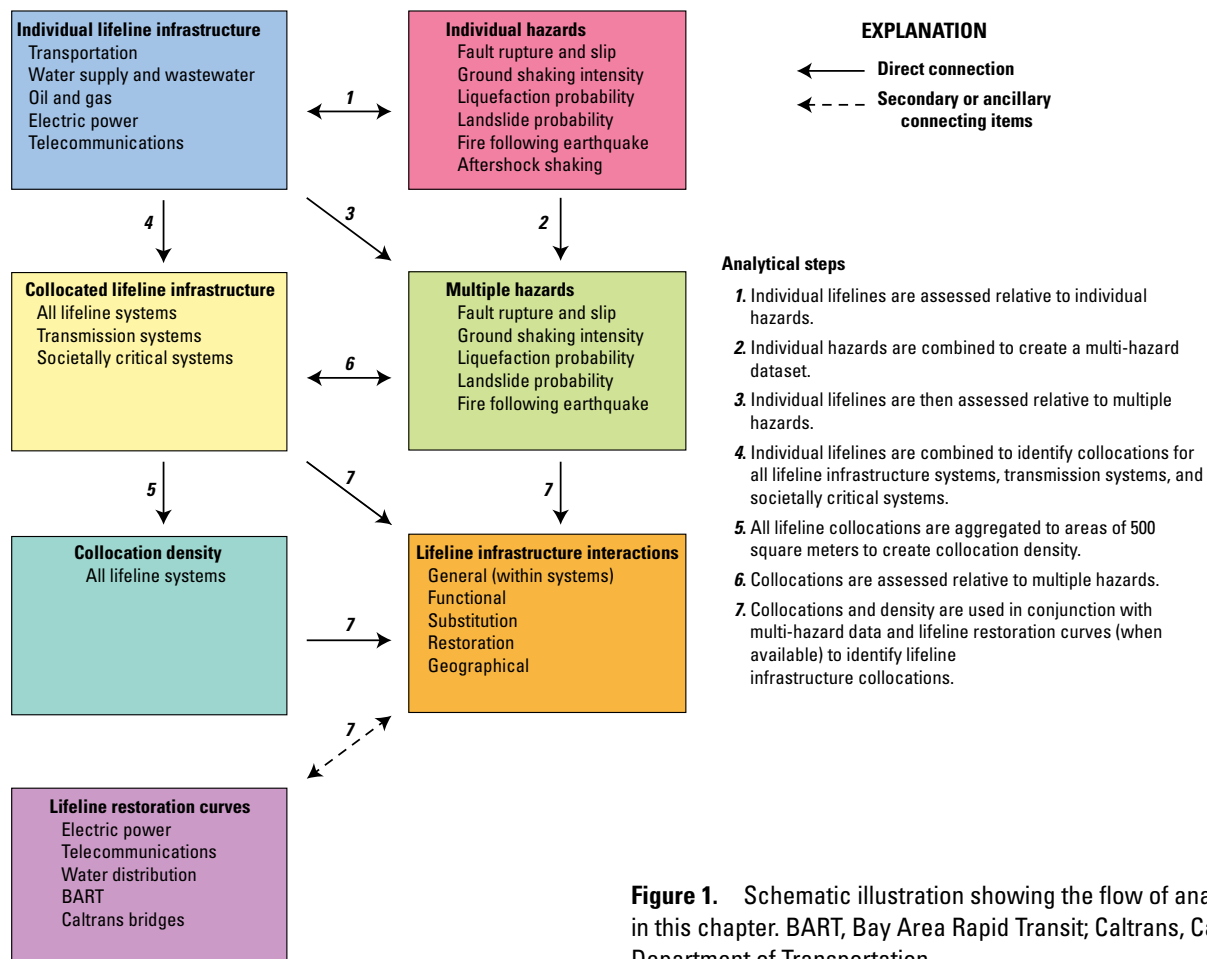 Individual lifeline infrastructure
Transportation
Water supply and wastewater
Oil and gas
Electric power
Telecommunications
1
Individual hazards
Fault rupture and slip
Ground shaking intensity
Liquefaction probability
Landslide probability
Fire following earthquake
Aftershock shaking
EXPLANATION
Direct connection
Secondary or ancillary
connecting items
4
3
2
Collocated lifeline infrastructure
All lifeline systems
Transmission systems
Societally critical systems
6
Multiple hazards
Fault rupture and slip
Ground shaking intensity
Liquefaction probability
Landslide probability
Fire following earthquake
5
7
7
Collocation density
All lifeline systems
7
Lifeline infrastructure interactions
General (within systems)
Functional
Substitution
Restoration
Geographical
7
Lifeline restoration curves
Electric power
Telecommunications
Water distribution
BART
Caltrans bridges
Analytical steps
1. Individual lifelines are assessed relative to individual
hazards.
2. Individual hazards are combined to create a multi-hazard
dataset.
3. Individual lifelines are then assessed relative to multiple
hazards.
4. Individual lifelines are combined to identify collocations for
all lifeline infrastructure systems, transmission systems, and
societally critical systems.
5. All lifeline collocations are aggregated to areas of 500
square meters to create collocation density.
6. Collocations are assessed relative to multiple hazards.
7. Collocations and density are used in conjunction with
multi-hazard data and lifeline restoration curves (when
available) to identify lifeline
infrastructure collocations.
Figure 1. Schematic illustration showing the flow of
in this chapter. BART, Bay Area Rapid Transit; Caltrans,
Department of Transportation